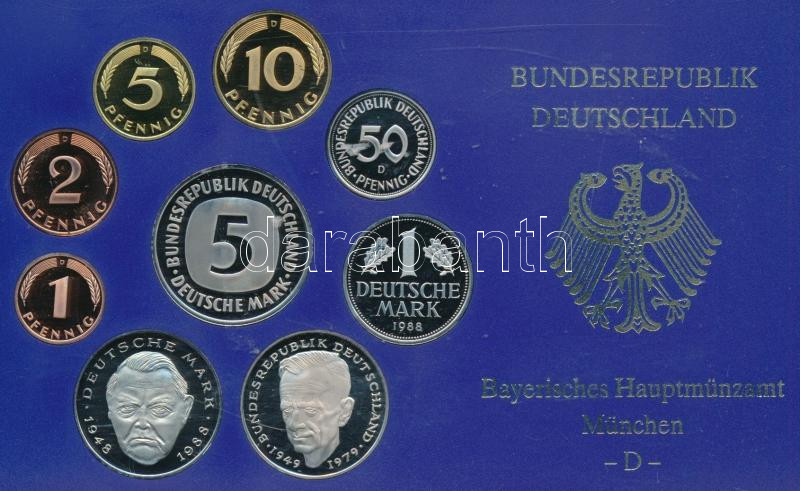 BUNDESREPUBLIK
DEUTSCHLAND
Bayerisches Hauptmünzamt
München
-D-
D
5
PFENNIG
D
10
PFENNIG
D
2
PFENNIG
D
1
PFENNIG
BUNDESREPUBLIK DEUTSCHLAND
50
D
·PFENNIG·
BUNDESREPUBLIK DEUTSCHLAND
5
·DEUTSCHE MARK·
1
DEUTSCHE
MARK
1988
DEUTSCHE MARK
1948 1988
BUNDESREPUBLIK DEUTSCHLAND
·1949 1979·
darabanth